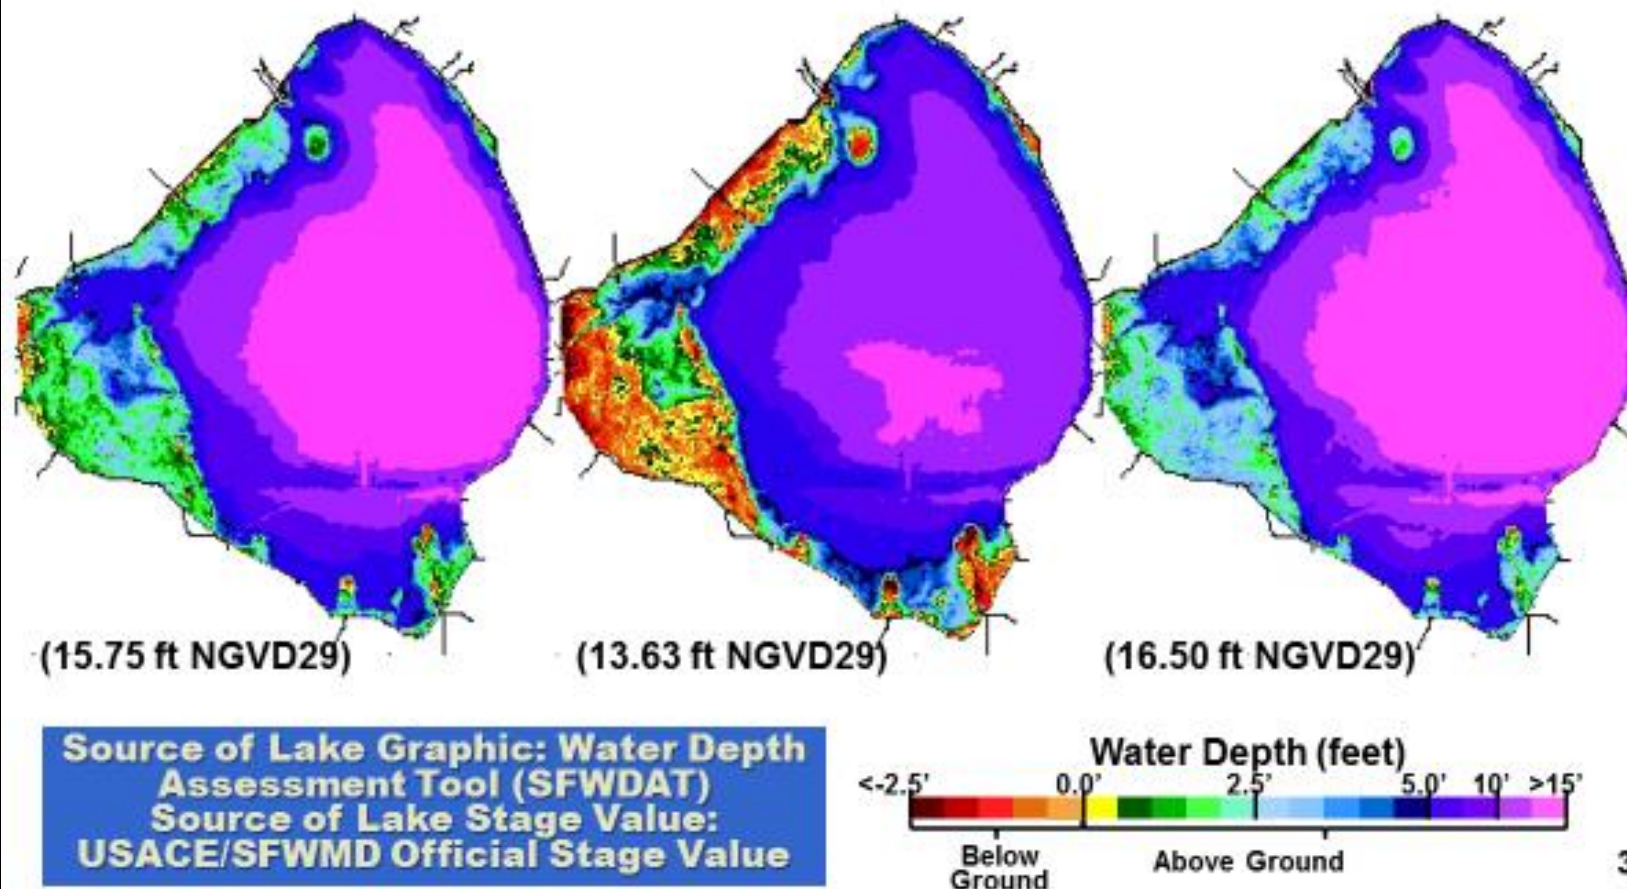 (15.75 ft NGVD29)
(13.63 ft NGVD29)
(16.50 ft NGVD29)
Source of Lake Graphic: Water Depth
Assessment Tool (SFWDAT)
Source of Lake Stage Value:
USACE/SFWMD Official Stage Value
Water Depth (feet)
<-2.5' 0.0' 2.5' 5.0' 10' >15'
Below
Ground
Above Ground
3